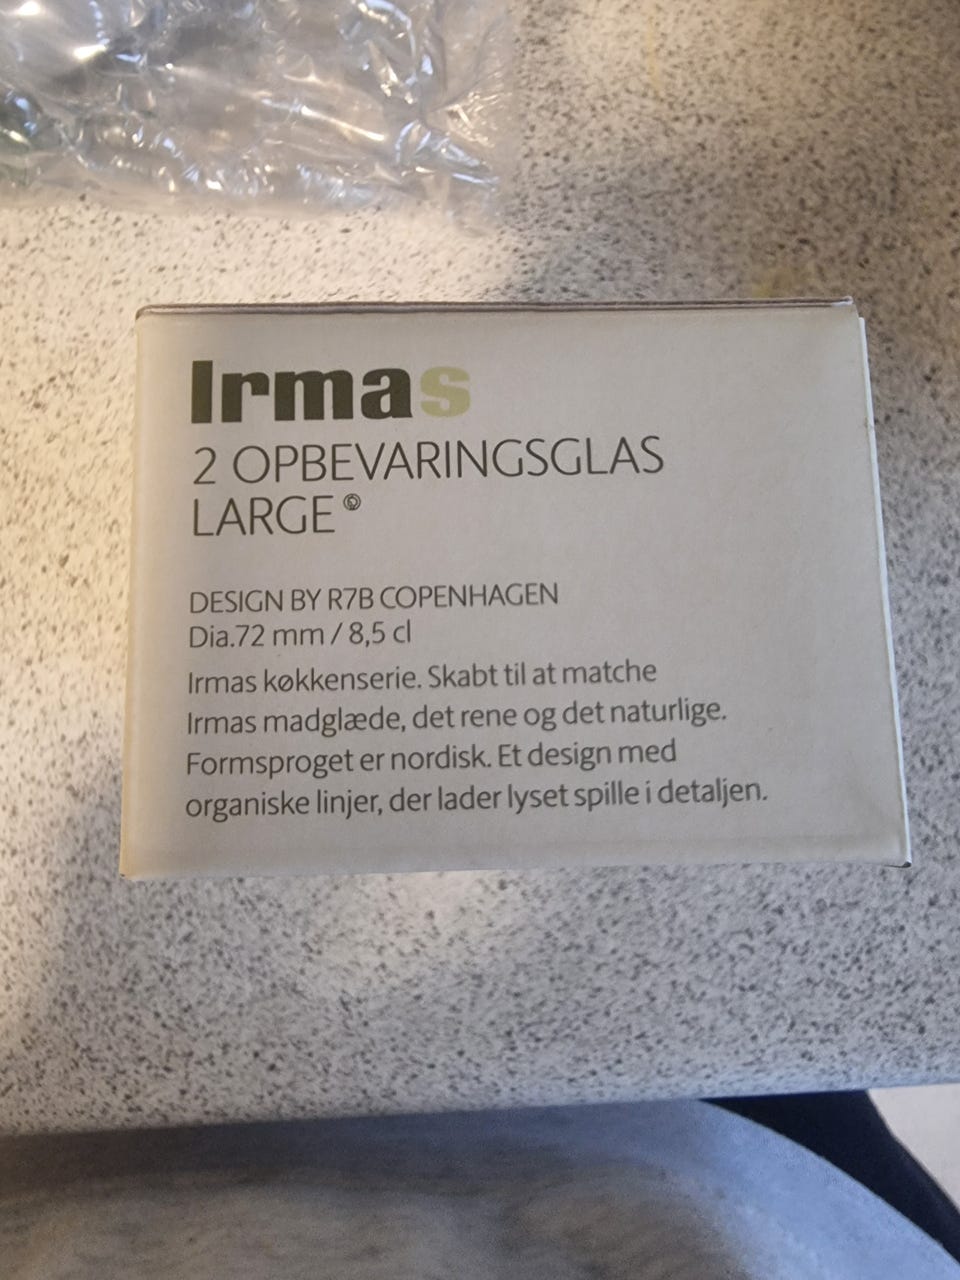 Irmas
2 OPBEVARINGSGLAS
LARGE©
DESIGN BY R7B COPENHAGEN
Dia.72 mm / 8,5 cl
Irmas køkkenserie. Skabt til at matche
Irmas madglæde, det rene og det naturlige.
Formsproget er nordisk. Et design med
organiske linjer, der lader lyset spille i detaljen.